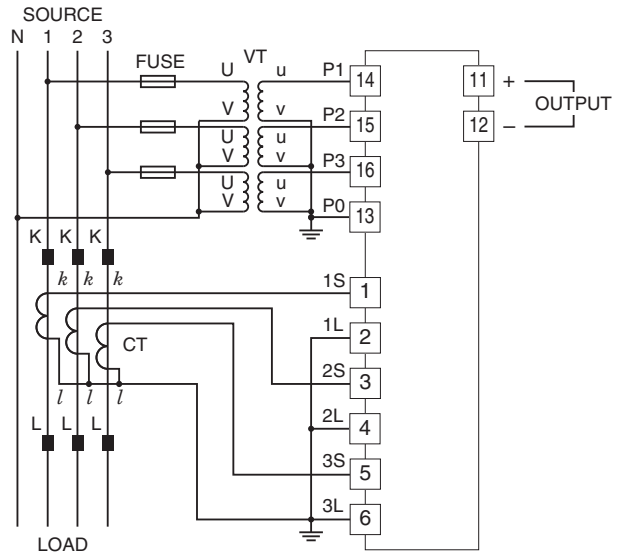 SOURCE
N 1 2 3
FUSE
VT
U u P1 14 11 +
OUTPUT
V v P2 15 12 –
U u
V v P3 16
U u
V v P0 13
K K K
k k k
1S 1
1L 2
CT
2S 3
l l l
2L 4
L L L
3S 5
3L 6
LOAD